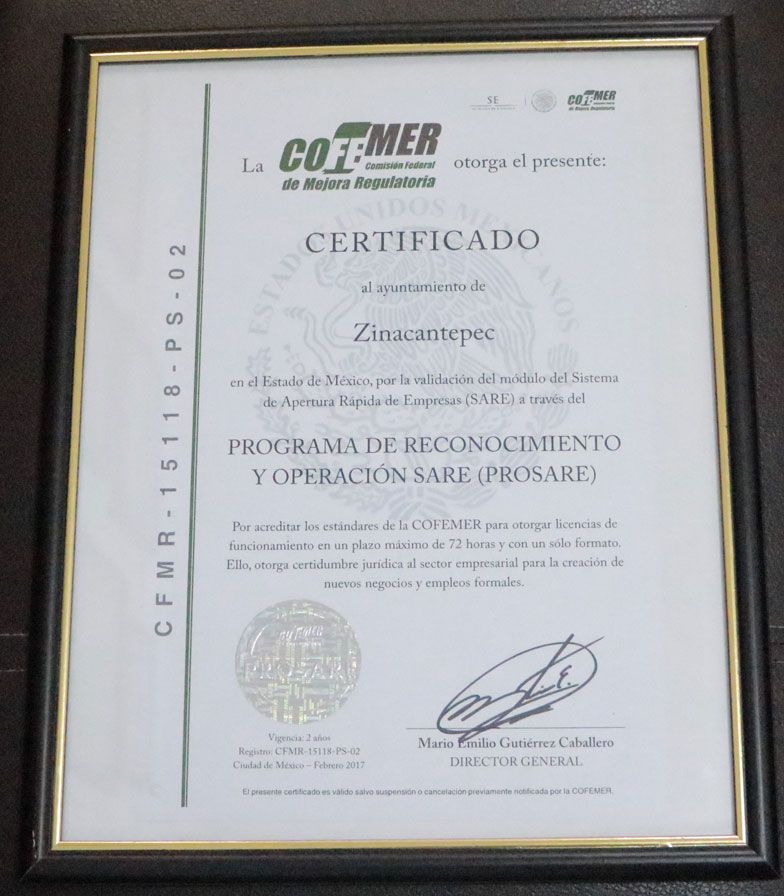 SE
COFEMER
La COFEMER otorga el presente:
Comisión Federal
de Mejora Regulatoria
ESTADOS UNIDOS MEXICANOS
CERTIFICADO
al ayuntamiento de
Zinacantepec
en el Estado de México, por la validación del módulo del Sistema
de Apertura Rápida de Empresas (SARE) a través del
PROGRAMA DE RECONOCIMIENTO
Y OPERACIÓN SARE (PROSARE)
Por acreditar los estándares de la COFEMER para otorgar licencias de
funcionamiento en un plazo máximo de 72 horas y con un sólo formato.
Ello, otorga certidumbre jurídica al sector empresarial para la creación de
nuevos negocios y empleos formales.
CFMR-15118-PS-02
COFEMER
PROSARE
Vigencia: 2 años
Registro: CFMR-15118-PS-02
Ciudad de México – Febrero 2017
Mario Emilio Gutiérrez Caballero
DIRECTOR GENERAL
El presente certificado es válido salvo suspensión o cancelación previamente notificada por la COFEMER.